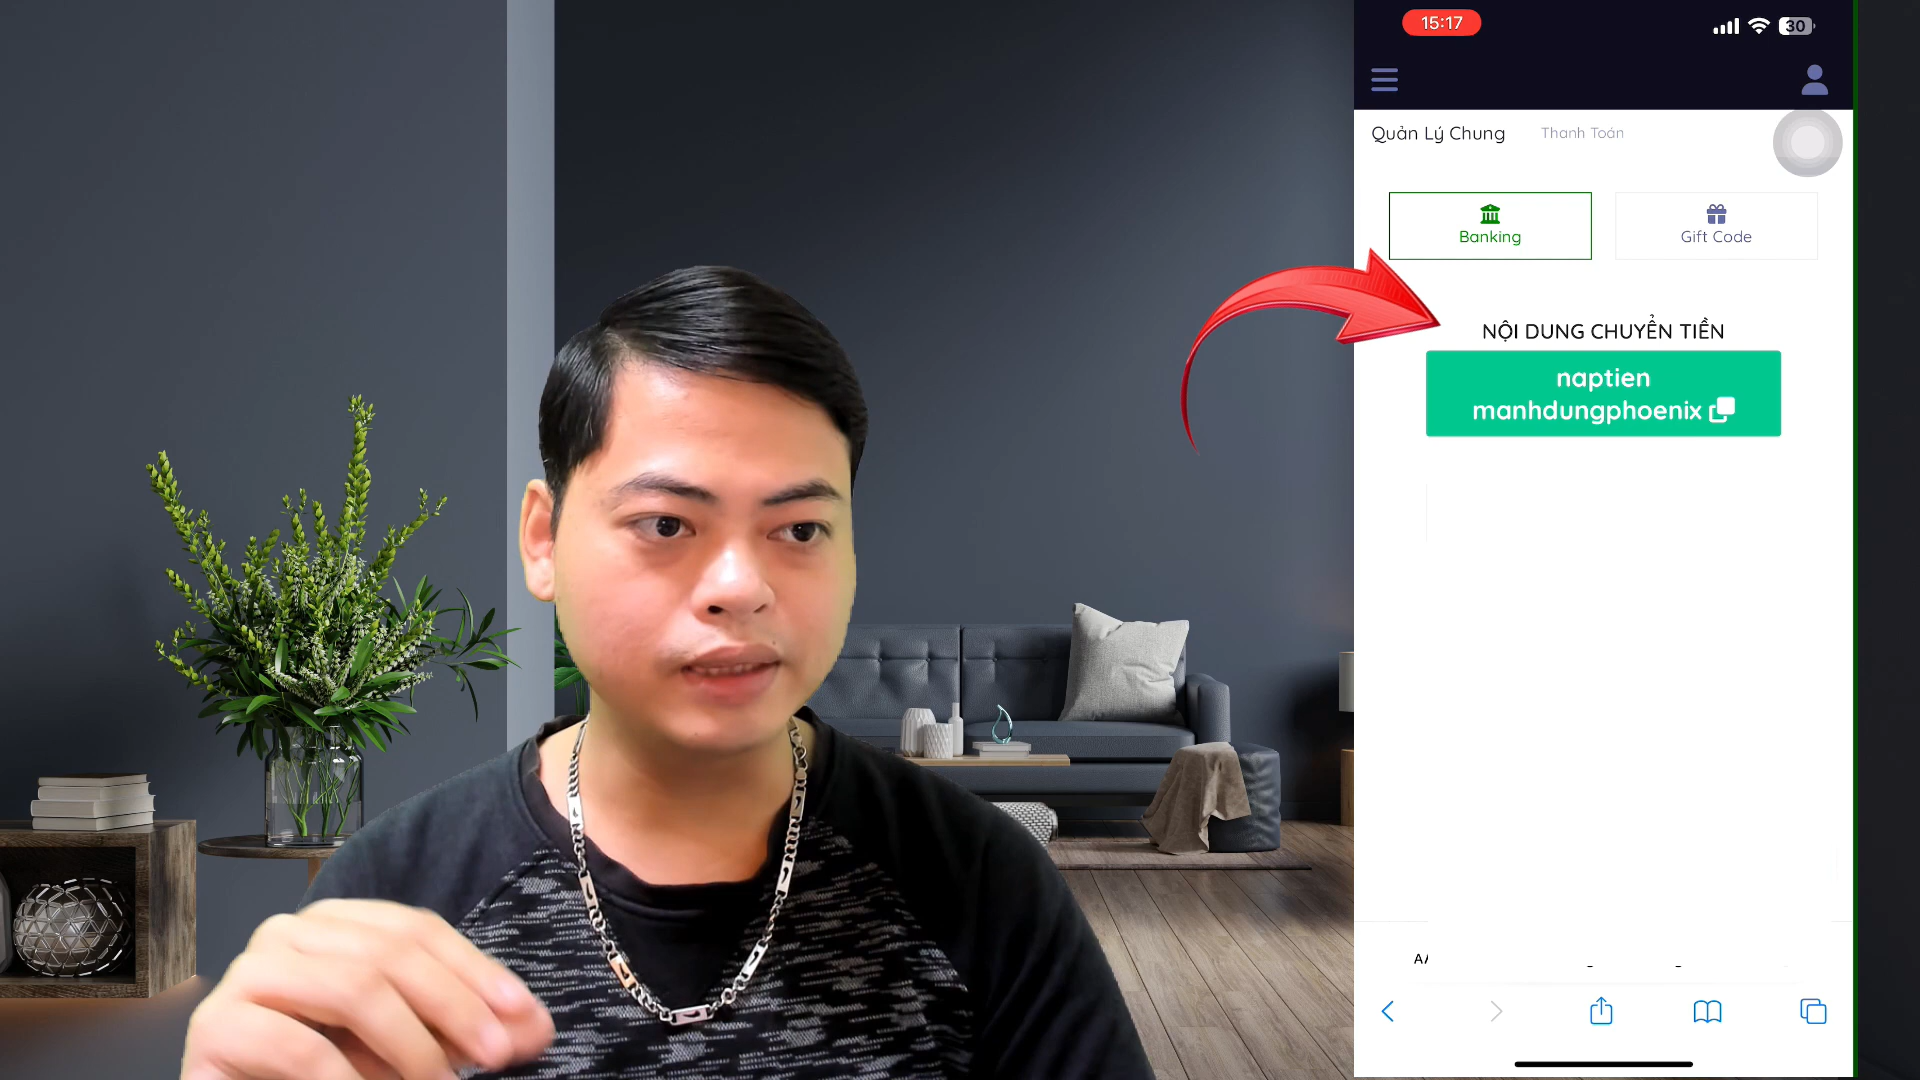 15:17
30
Quản Lý Chung
Thanh Toán
Banking
Gift Code
NỘI DUNG CHUYỂN TIỀN
naptien
manhdungphoenix